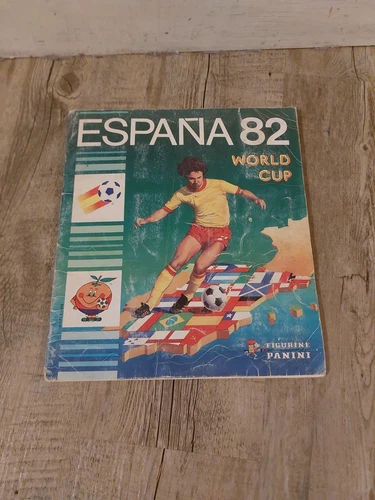 ESPAÑA 82
WORLD
CUP
FIGURINE
PANINI